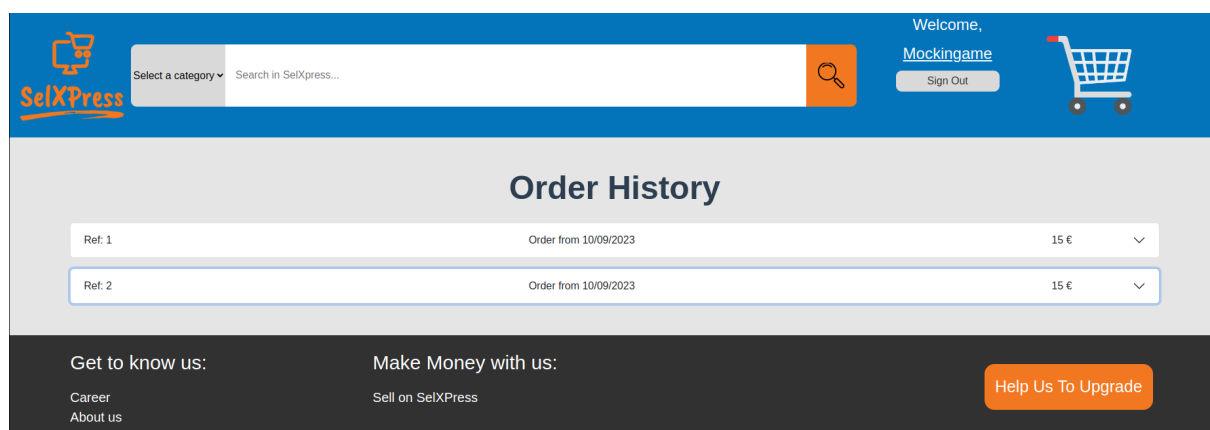 SelXPress
Select a category
Search in SelXpress...
Welcome,
Mockingame
Sign Out
Order History
Ref: 1 Order from 10/09/2023 15 €
Ref: 2 Order from 10/09/2023 15 €
Get to know us: Make Money with us:
Career Sell on SelXPress
About us
Help Us To Upgrade